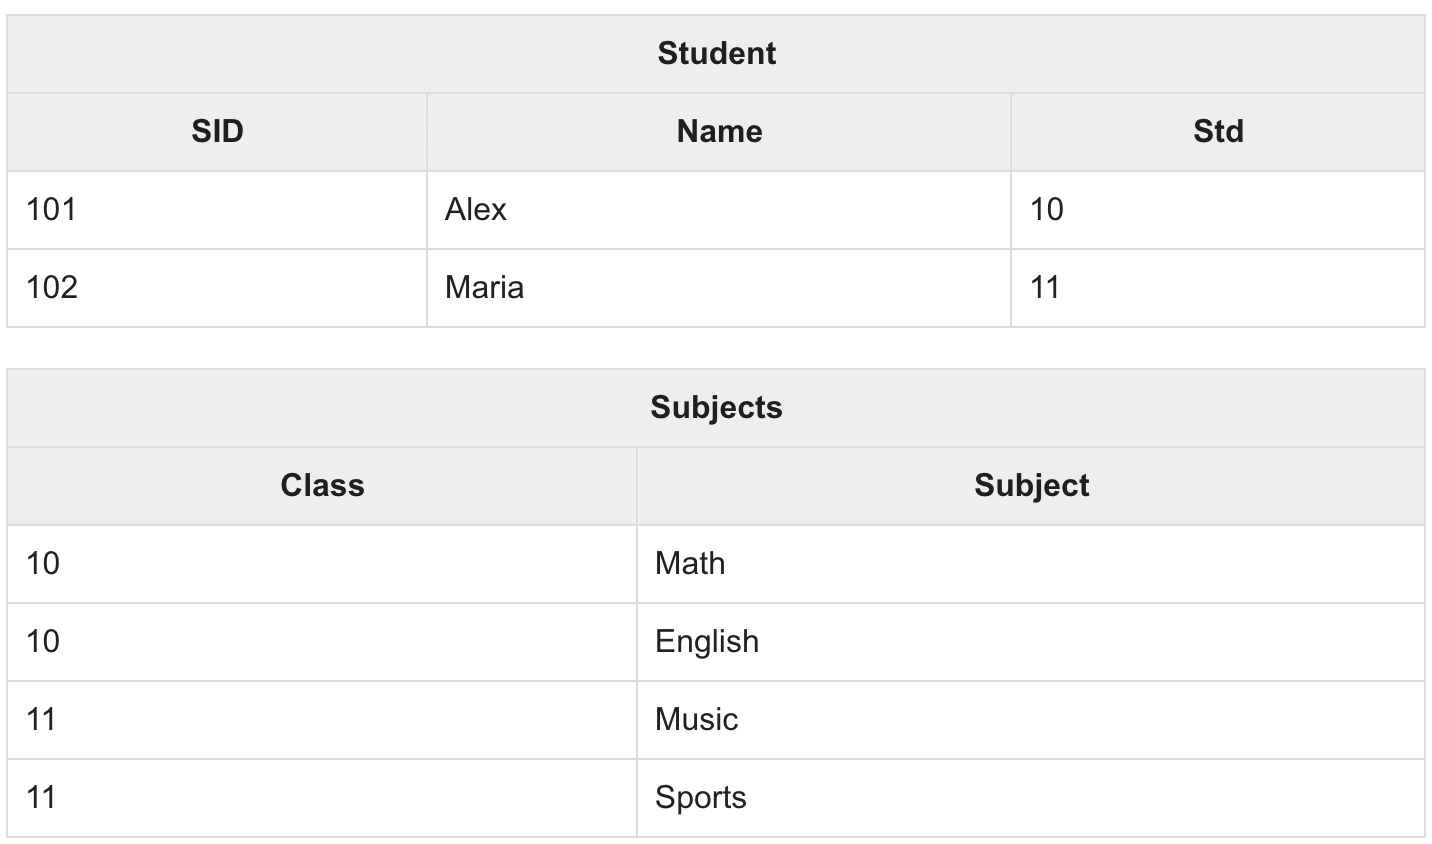 Student
SID Name Std
101 Alex 10
102 Maria 11
Subjects
Class Subject
10 Math
10 English
11 Music
11 Sports